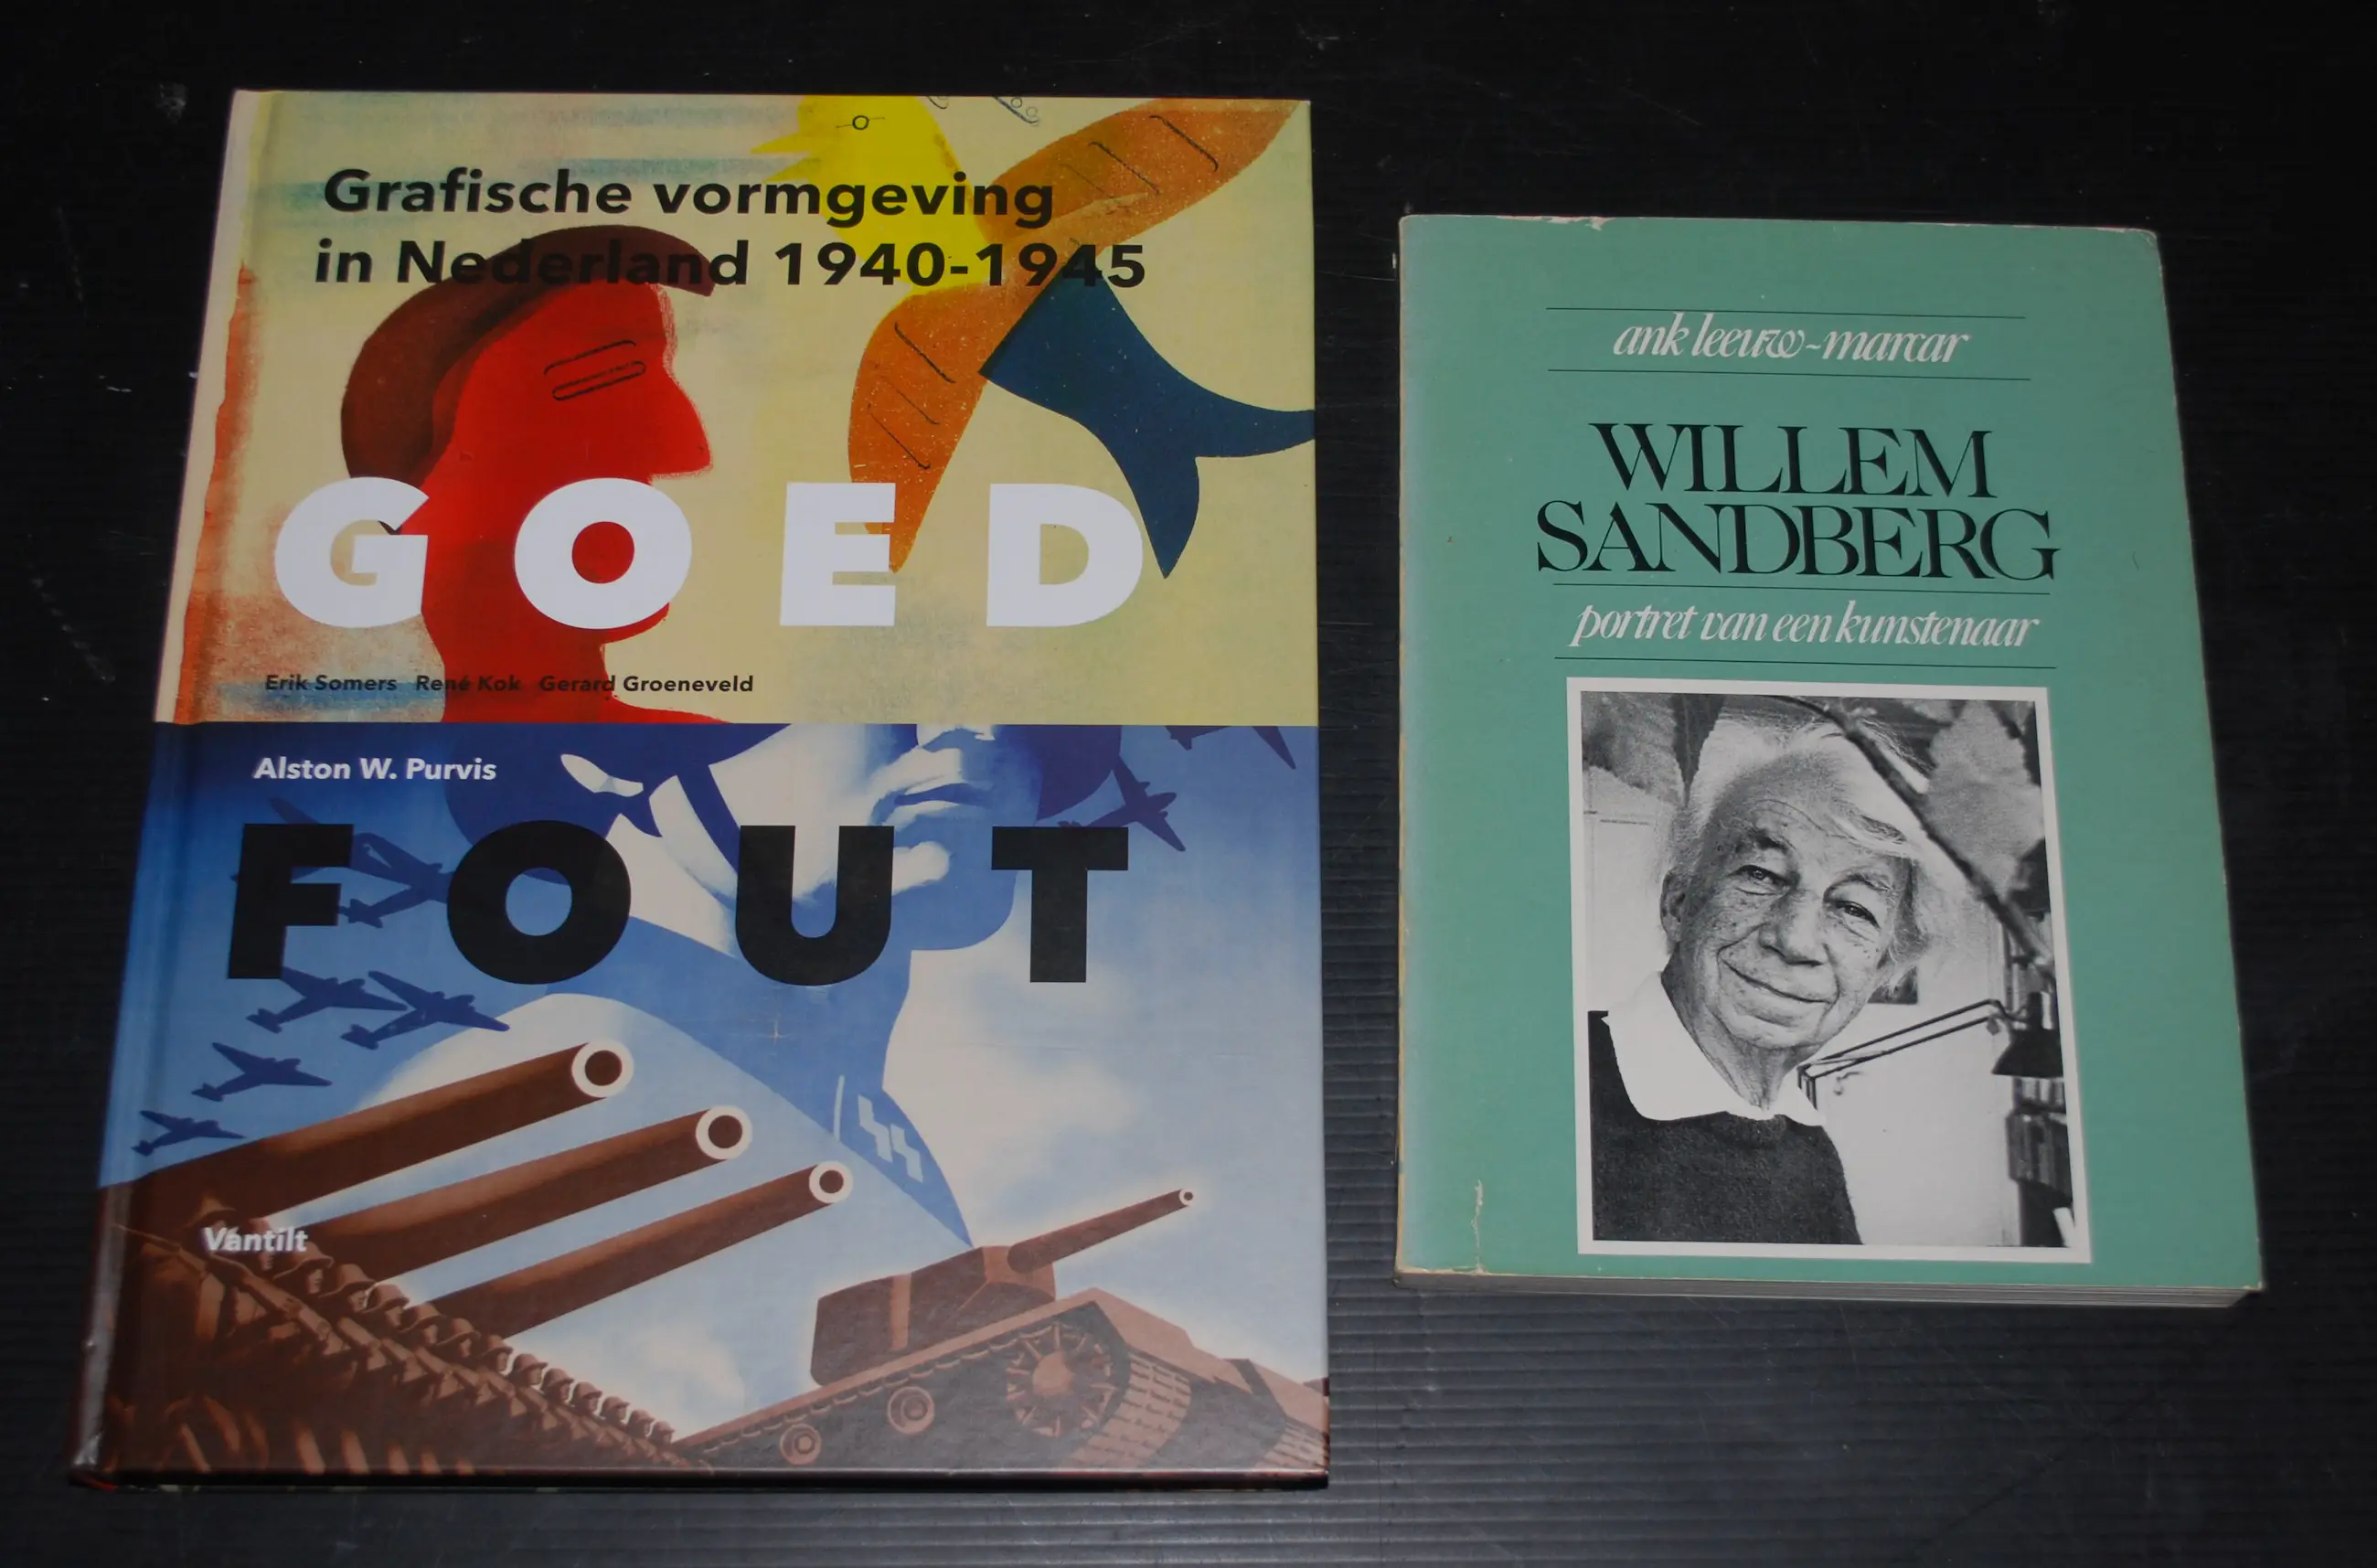 Grafische vormgeving
in Nederland 1940-1945
GOED
Erik Somers René Kok Gerard Groeneveld
Alston W. Purvis
FOUT
Vantilt
ank leeuw-marcar
WILLEM
SANDBERG
portret van een kunstenaar